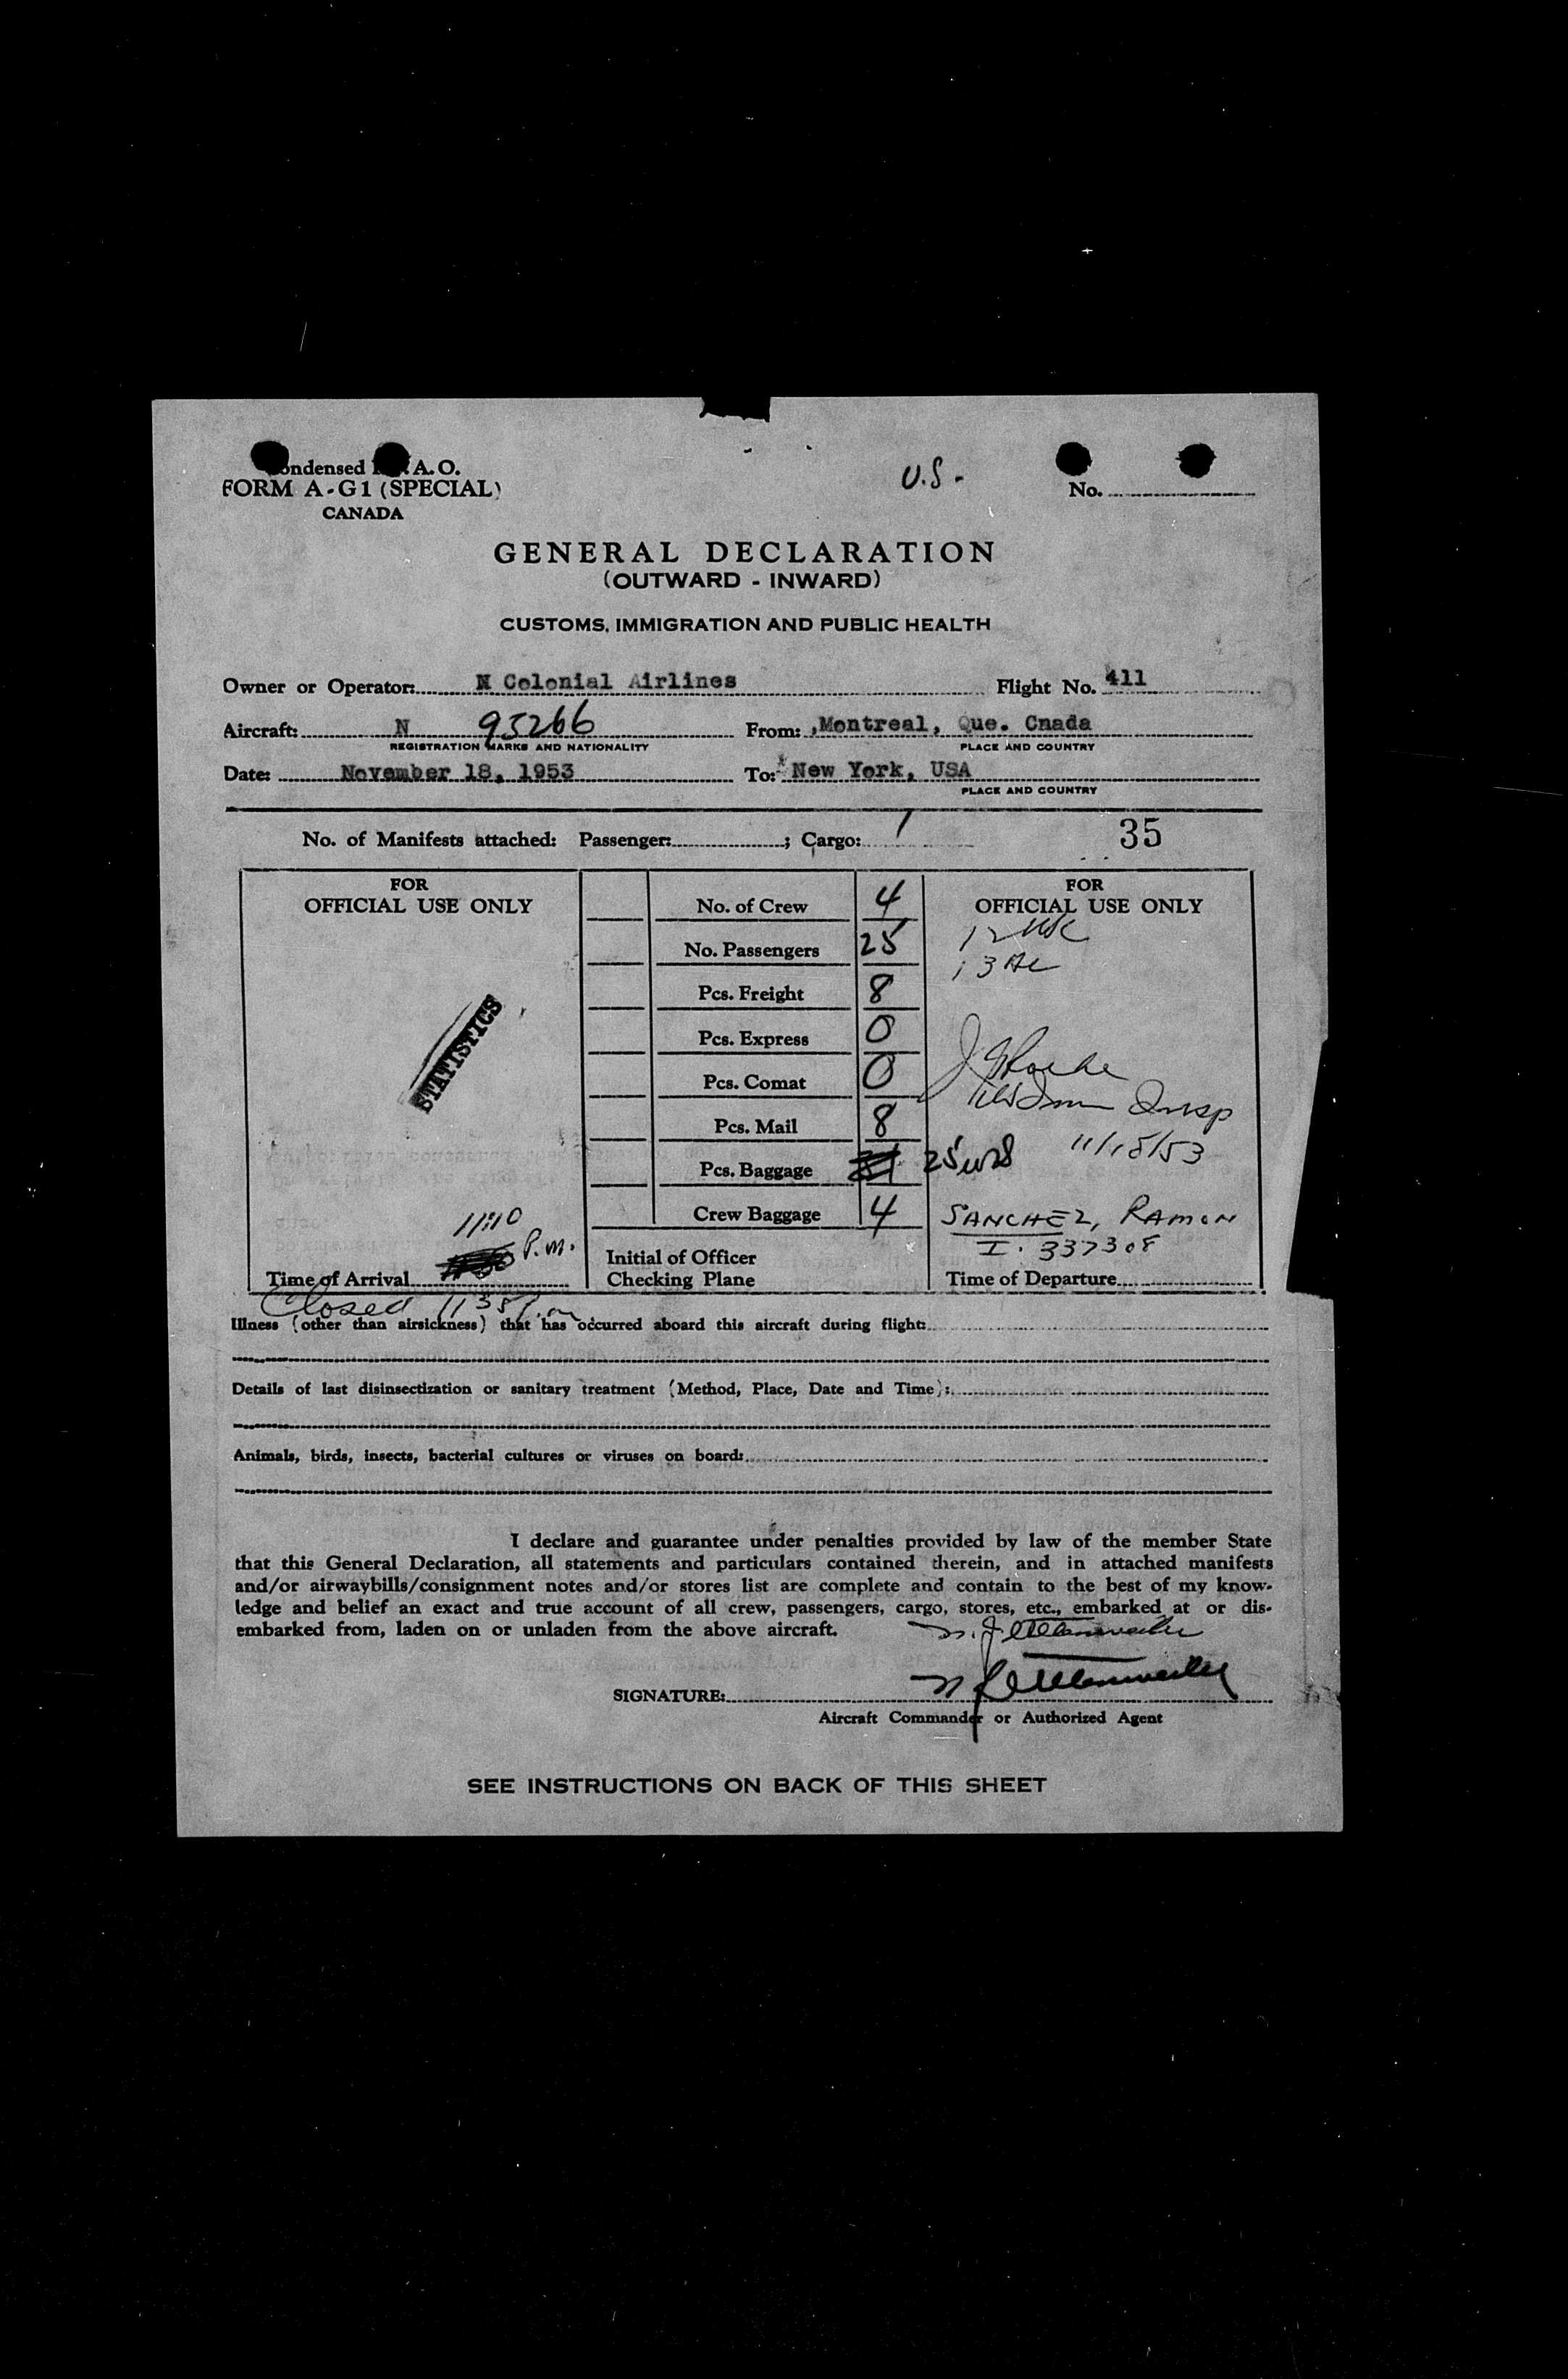 A. O.
FORM A-G1 (SPECIAL)
CANADA
U.S.
No.
GENERAL DECLARATION
(OUTWARD - INWARD)
CUSTOMS, IMMIGRATION AND PUBLIC HEALTH
Owner or Operator: N Colonial Airlines Flight No. 411
Aircraft: N 95266 From: Montreal, Que. Cnada
REGISTRATION MARKS AND NATIONALITY PLACE AND COUNTRY
Date: November 18, 1953 To: New York, USA
PLACE AND COUNTRY
No. of Manifests attached: Passenger: ; Cargo: 1 35
FOR
OFFICIAL USE ONLY
STATISTICS
11:10
P.m.
Time of Arrival
Closed 11 35 P.m
No. of Crew 4
No. Passengers 25
Pcs. Freight 8
Pcs. Express 0
Pcs. Comat 0
Pcs. Mail 8
Pcs. Baggage 25
Crew Baggage 4
Initial of Officer
Checking Plane
FOR
OFFICIAL USE ONLY
12
13
Insp
11/18/53
SANCHEZ, RAMON
I. 337308
Time of Departure
Illness (other than airsickness) that has occurred aboard this aircraft during flight:
Details of last disinsectization or sanitary treatment (Method, Place, Date and Time):
Animals, birds, insects, bacterial cultures or viruses on board:
I declare and guarantee under penalties provided by law of the member State
that this General Declaration, all statements and particulars contained therein, and in attached manifests
and/or airwaybills/consignment notes and/or stores list are complete and contain to the best of my know-
ledge and belief an exact and true account of all crew, passengers, cargo, stores, etc., embarked at or dis-
embarked from, laden on or unladen from the above aircraft.
SIGNATURE:
Aircraft Commander or Authorized Agent
SEE INSTRUCTIONS ON BACK OF THIS SHEET